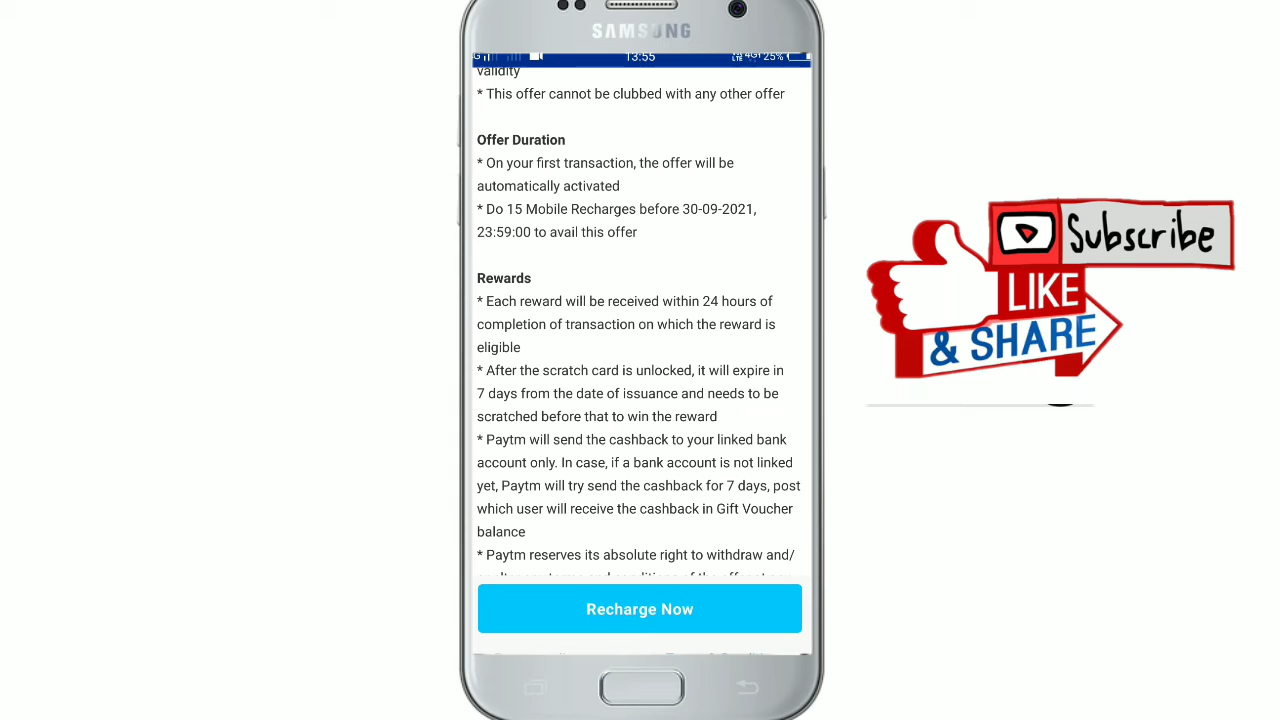 SAMSUNG
13:55
4G
25%
validity
* This offer cannot be clubbed with any other offer
Offer Duration
* On your first transaction, the offer will be
automatically activated
* Do 15 Mobile Recharges before 30-09-2021,
23:59:00 to avail this offer
Rewards
* Each reward will be received within 24 hours of
completion of transaction on which the reward is
eligible
* After the scratch card is unlocked, it will expire in
7 days from the date of issuance and needs to be
scratched before that to win the reward
* Paytm will send the cashback to your linked bank
account only. In case, if a bank account is not linked
yet, Paytm will try send the cashback for 7 days, post
which user will receive the cashback in Gift Voucher
balance
* Paytm reserves its absolute right to withdraw and/
Recharge Now
Subscribe
LIKE
& SHARE